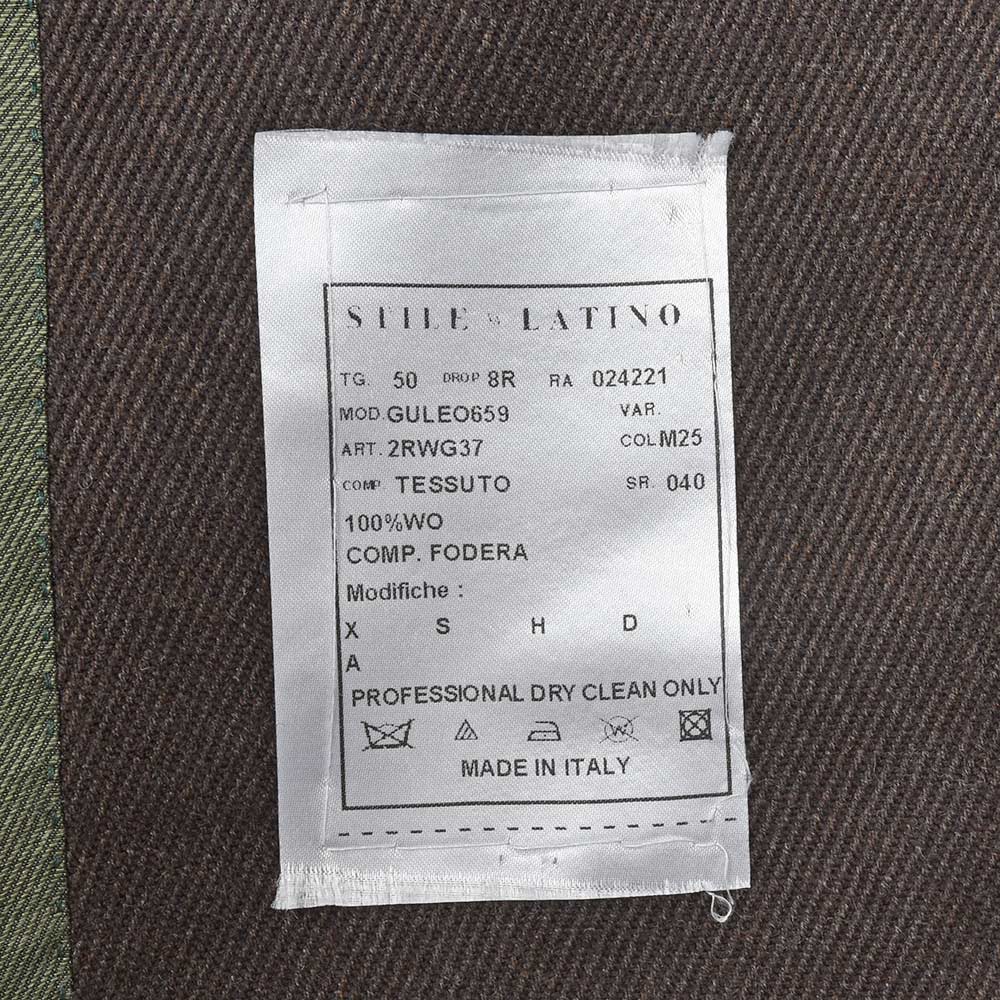 STILE LATINO
TG. 50 DROP 8R RA 024221
MOD. GULEO659 VAR.
ART. 2RWG37 COL M25
COMP. TESSUTO SR. 040
100%WO
COMP. FODERA
Modifiche :
X S H D
A
PROFESSIONAL DRY CLEAN ONLY
W
MADE IN ITALY